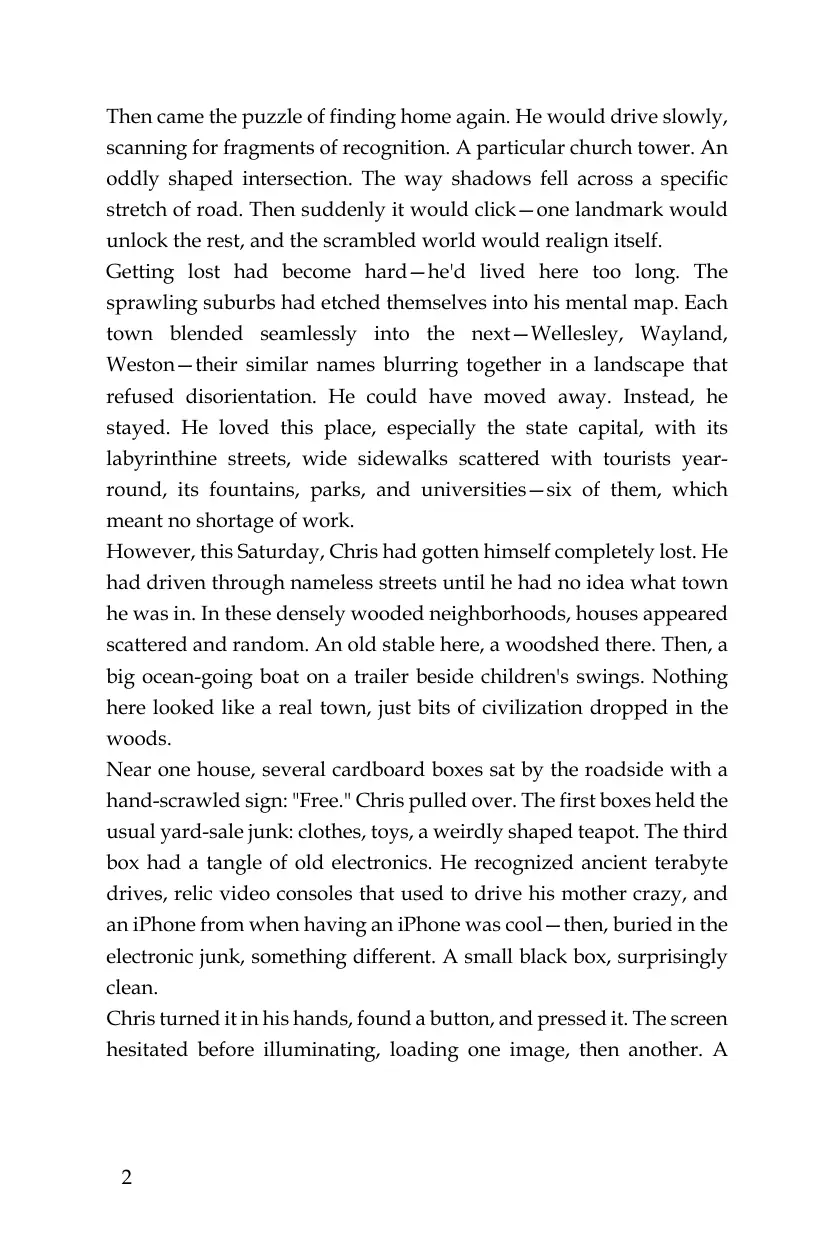 Then came the puzzle of finding home again. He would drive slowly,
scanning for fragments of recognition. A particular church tower. An
oddly shaped intersection. The way shadows fell across a specific
stretch of road. Then suddenly it would click—one landmark would
unlock the rest, and the scrambled world would realign itself.
Getting lost had become hard—he'd lived here too long. The
sprawling suburbs had etched themselves into his mental map. Each
town blended seamlessly into the next—Wellesley, Wayland,
Weston—their similar names blurring together in a landscape that
refused disorientation. He could have moved away. Instead, he
stayed. He loved this place, especially the state capital, with its
labyrinthine streets, wide sidewalks scattered with tourists year-
round, its fountains, parks, and universities—six of them, which
meant no shortage of work.
However, this Saturday, Chris had gotten himself completely lost. He
had driven through nameless streets until he had no idea what town
he was in. In these densely wooded neighborhoods, houses appeared
scattered and random. An old stable here, a woodshed there. Then, a
big ocean-going boat on a trailer beside children's swings. Nothing
here looked like a real town, just bits of civilization dropped in the
woods.
Near one house, several cardboard boxes sat by the roadside with a
hand-scrawled sign: "Free." Chris pulled over. The first boxes held the
usual yard-sale junk: clothes, toys, a weirdly shaped teapot. The third
box had a tangle of old electronics. He recognized ancient terabyte
drives, relic video consoles that used to drive his mother crazy, and
an iPhone from when having an iPhone was cool—then, buried in the
electronic junk, something different. A small black box, surprisingly
clean.
Chris turned it in his hands, found a button, and pressed it. The screen
hesitated before illuminating, loading one image, then another. A
2